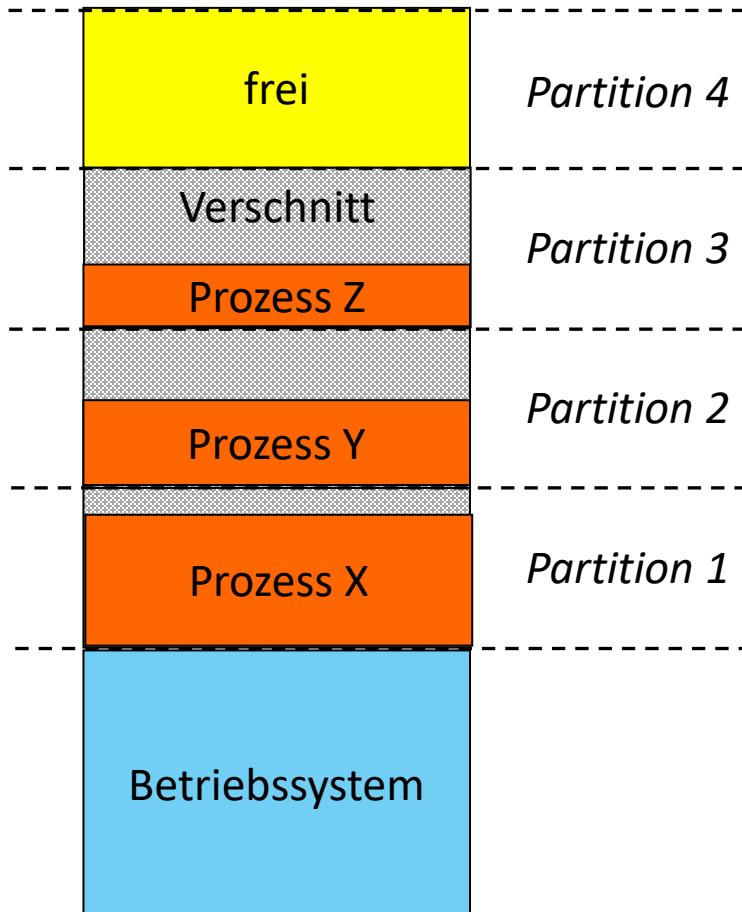 frei
Partition 4
Verschnitt
Partition 3
Prozess Z
Partition 2
Prozess Y
Partition 1
Prozess X
Betriebssystem